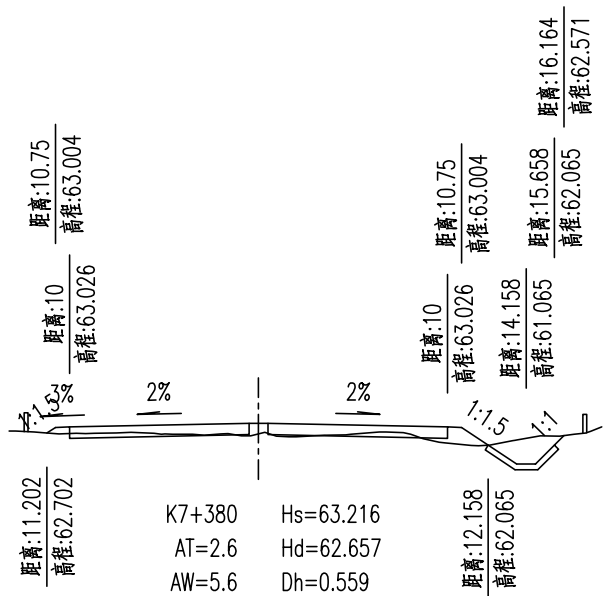 距离:16.164
高程:62.571
距离:10.75
高程:63.004
距离:10.75
高程:63.004
距离:15.658
高程:62.065
距离:10
高程:63.026
距离:10
高程:63.026
距离:14.158
高程:61.065
1:1.5
3%
2%
2%
1:1.5
1:1
距离:11.202
高程:62.702
距离:12.158
高程:62.065
K7+380 Hs=63.216
AT=2.6 Hd=62.657
AW=5.6 Dh=0.559